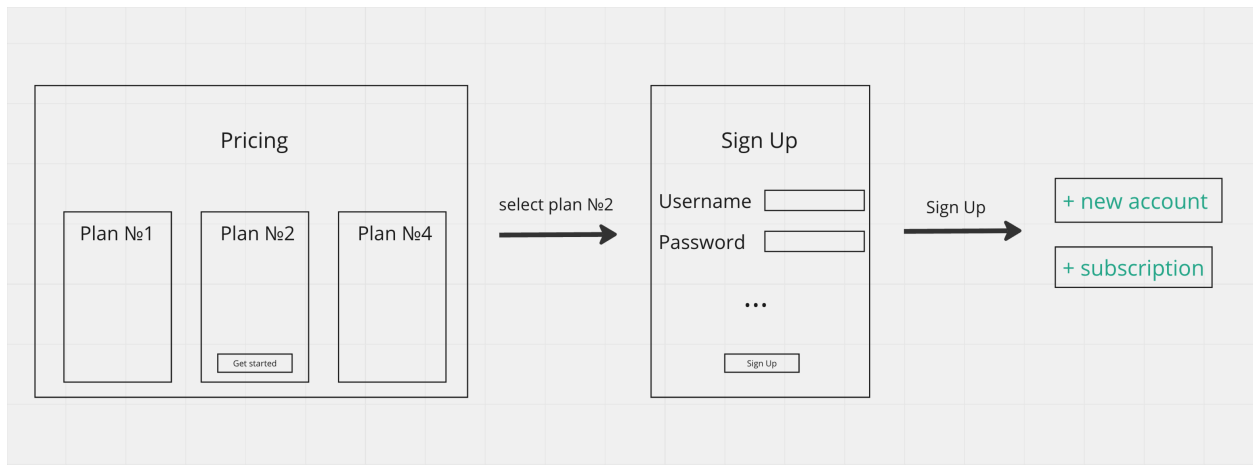 Pricing
Plan №1
Plan №2
Plan №4
Get started
select plan №2
Sign Up
Username
Password
...
Sign Up
Sign Up
+ new account
+ subscription